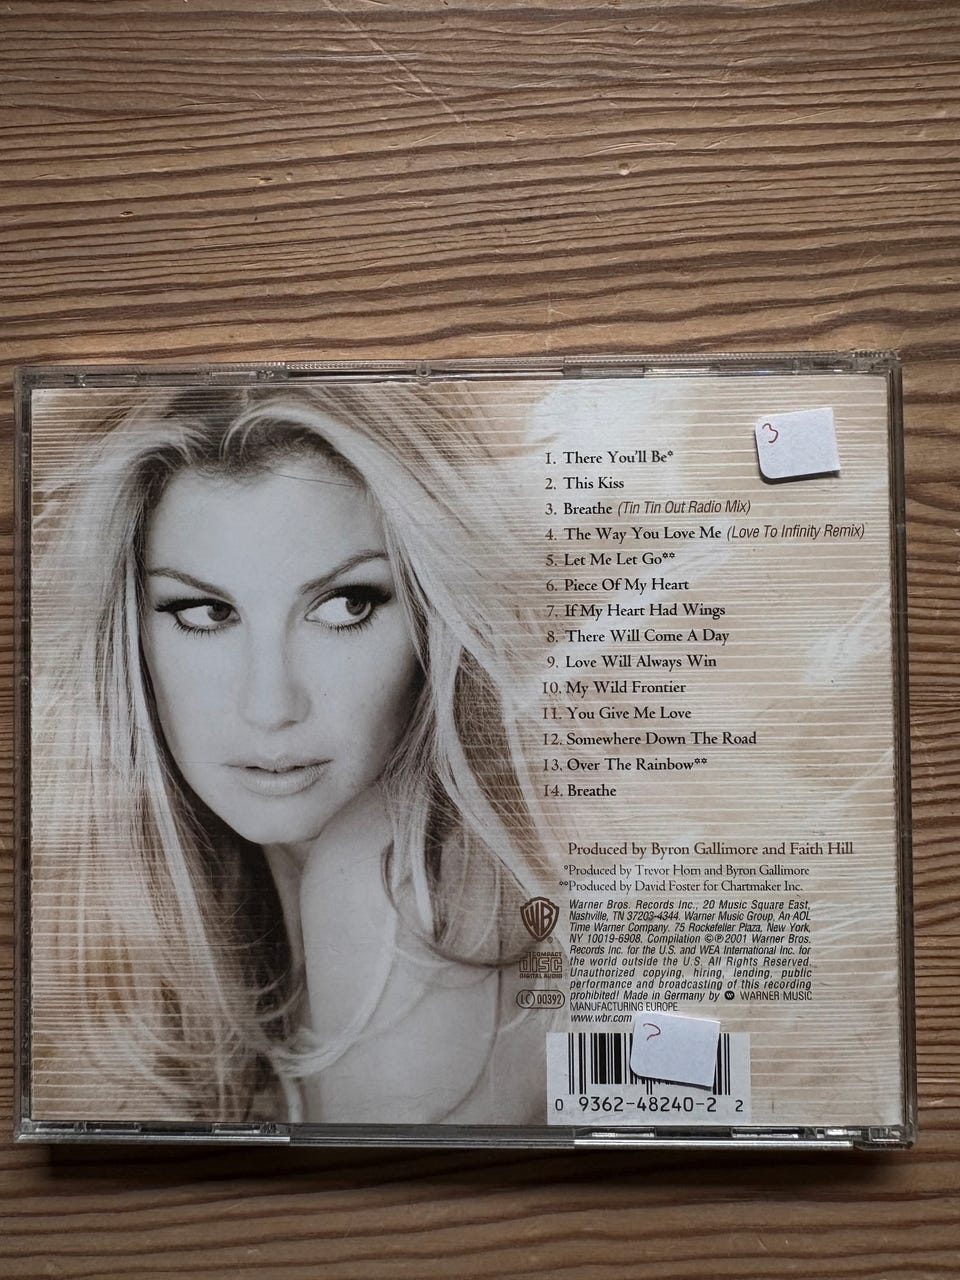 3
1. There You'll Be*
2. This Kiss
3. Breathe (Tin Tin Out Radio Mix)
4. The Way You Love Me (Love To Infinity Remix)
5. Let Me Let Go**
6. Piece Of My Heart
7. If My Heart Had Wings
8. There Will Come A Day
9. Love Will Always Win
10. My Wild Frontier
11. You Give Me Love
12. Somewhere Down The Road
13. Over The Rainbow**
14. Breathe
Produced by Byron Gallimore and Faith Hill
*Produced by Trevor Horn and Byron Gallimore
**Produced by David Foster for Chartmaker Inc.
WB
COMPACT
disc
DIGITAL AUDIO
LC 00392
Warner Bros. Records Inc., 20 Music Square East,
Nashville, TN 37203-4344. Warner Music Group, An AOL
Time Warner Company. 75 Rockefeller Plaza, New York,
NY 10019-6908. Compilation ©℗2001 Warner Bros.
Records Inc. for the U.S. and WEA International Inc. for
the world outside the U.S. All Rights Reserved.
Unauthorized copying, hiring, lending, public
performance and broadcasting of this recording
prohibited! Made in Germany by WARNER MUSIC
MANUFACTURING EUROPE.
www.wbr.com
0 9362-48240-2 2